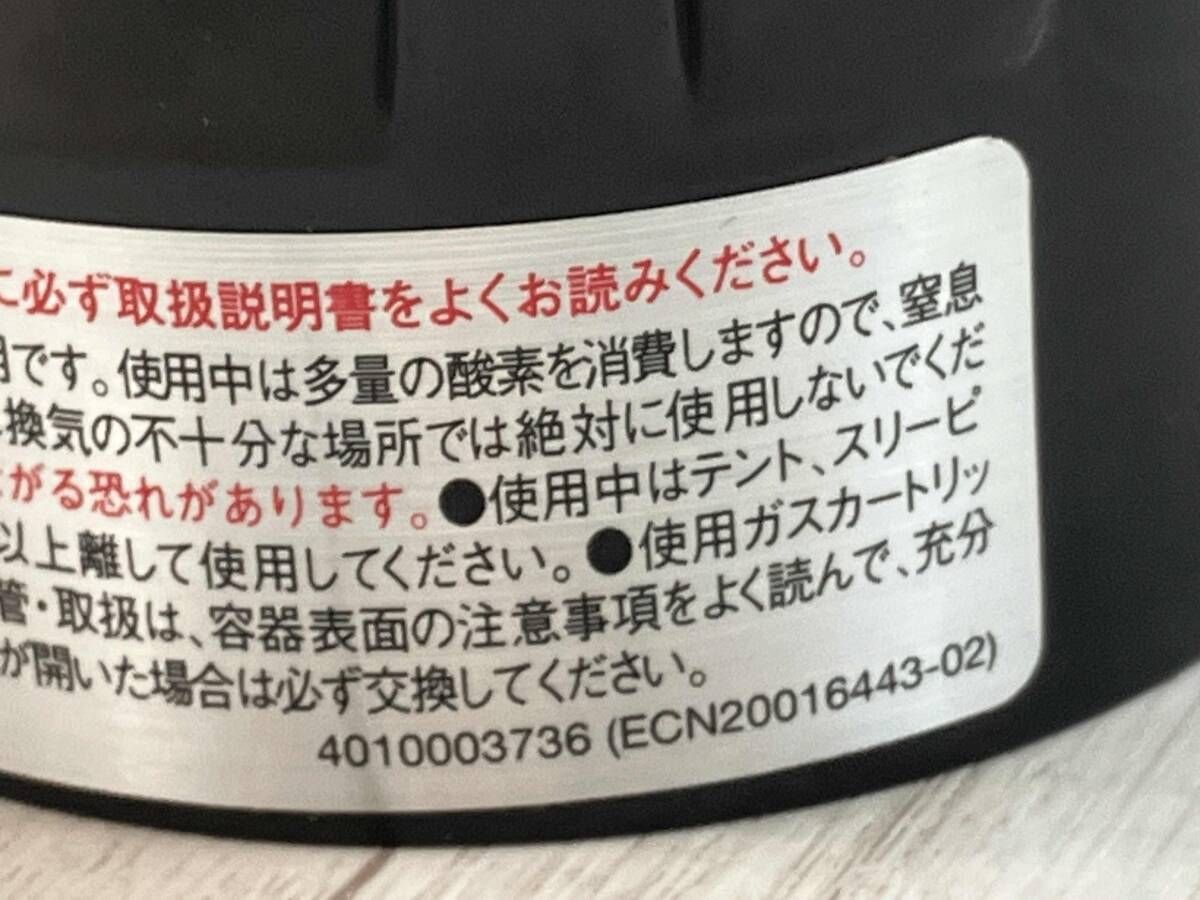 に必ず取扱説明書をよくお読みください。
用です。使用中は多量の酸素を消費しますので、窒息
換気の不十分な場所では絶対に使用しないでくだ
がる恐れがあります。●使用中はテント、スリーピ
以上離して使用してください。●使用ガスカートリッ
管・取扱は、容器表面の注意事項をよく読んで、充分
が開いた場合は必ず交換してください。
4010003736 (ECN20016443-02)